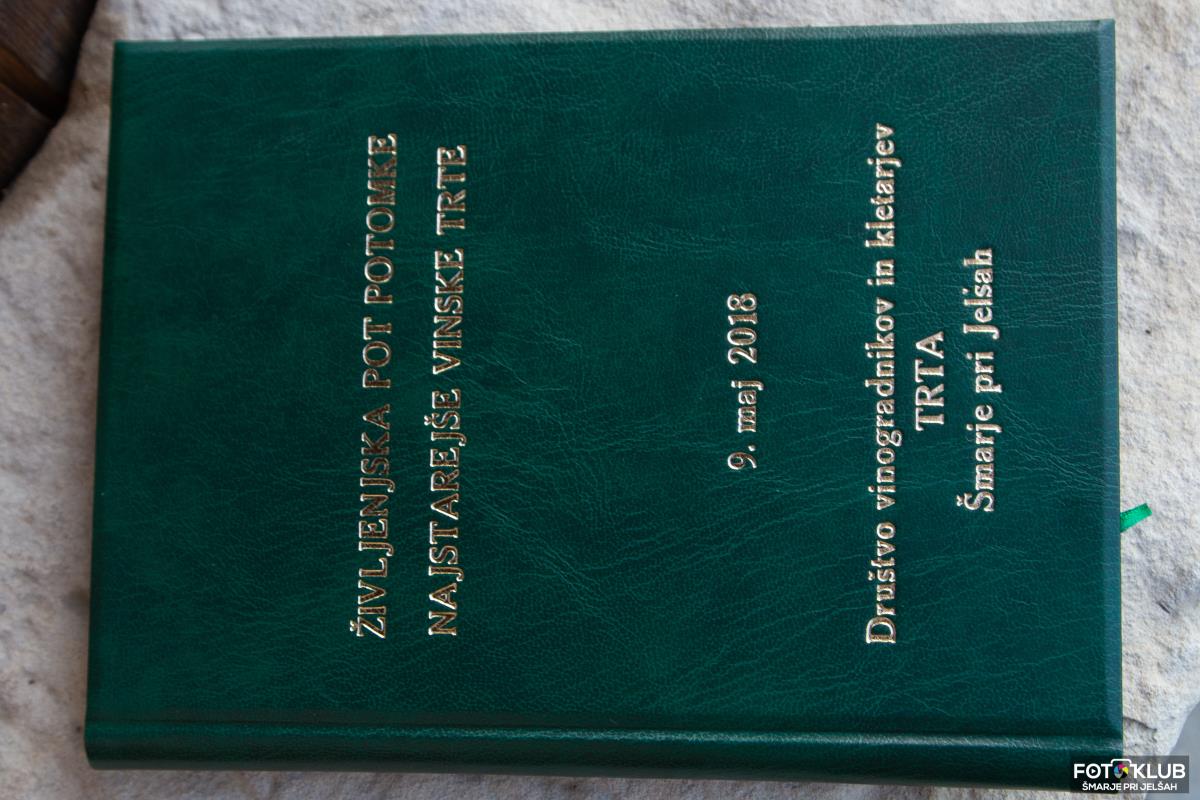 ŽIVLJENJSKA POT POTOMKE
NAJSTAREJŠE VINSKE TRTE
9. maj 2018
Društvo vinogradnikov in kletarjev
TRTA
Šmarje pri Jelšah
FOTOKLUB
ŠMARJE PRI JELŠAH